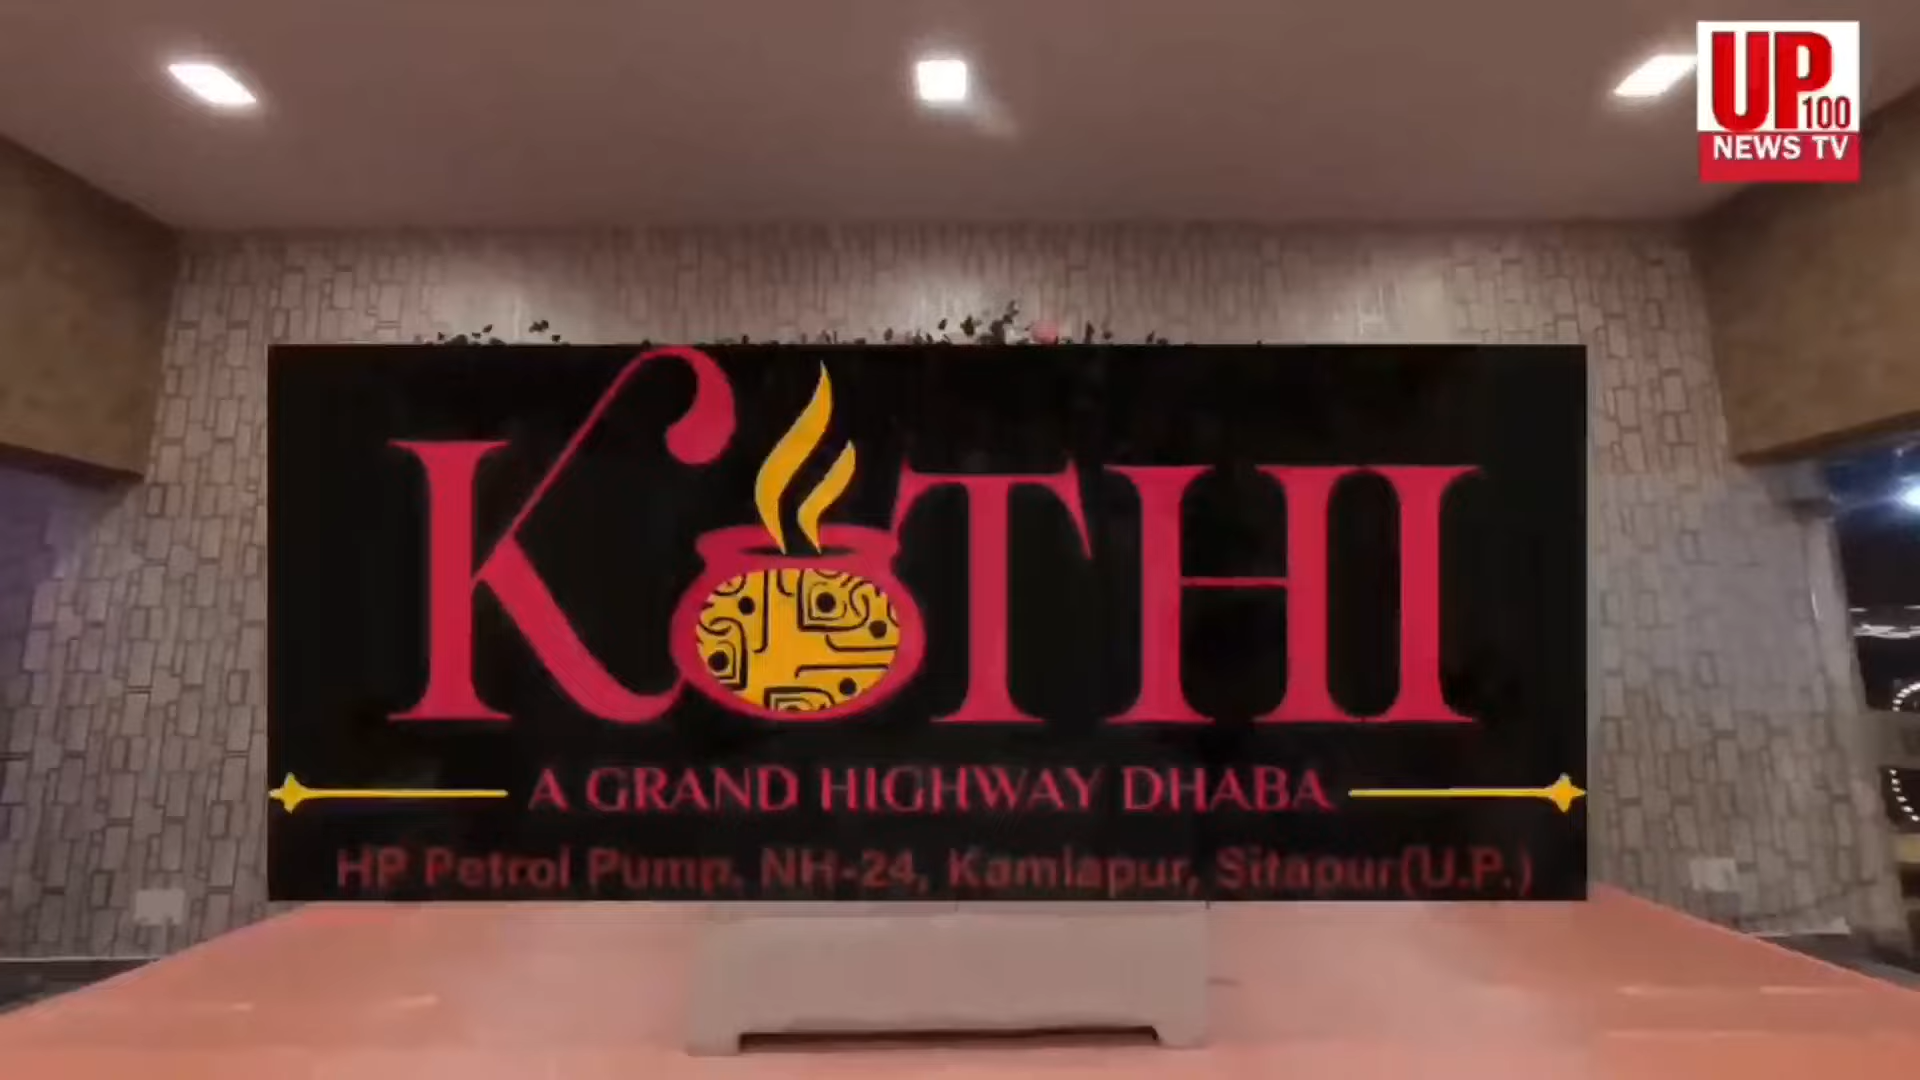 UP
100
NEWS TV
KOTHI
A GRAND HIGHWAY DHABA
HP Petrol Pump. NH-24, Kamlapur, Sitapur(U.P.)